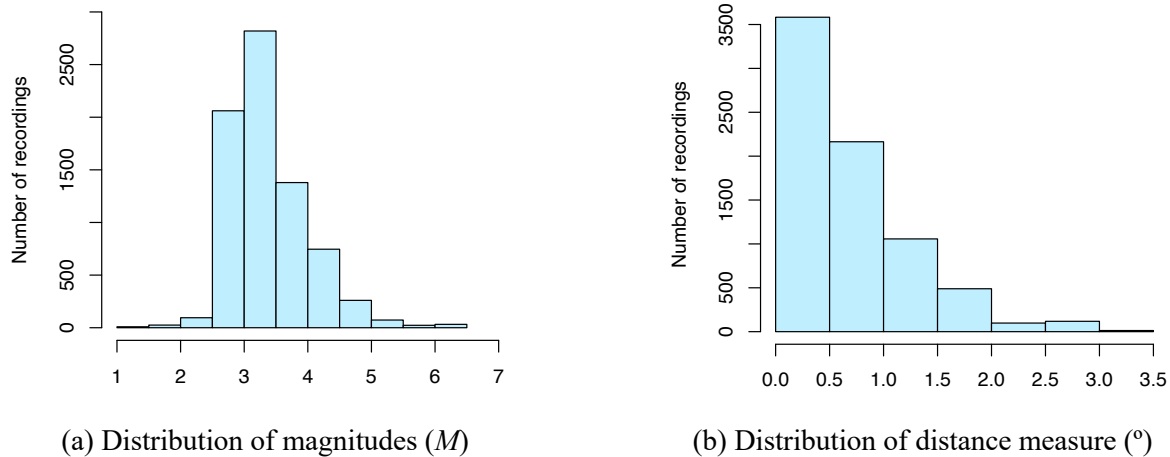 Number of recordings
0
500
1500
2500
1 2 3 4 5 6 7
(a) Distribution of magnitudes (M)
Number of recordings
0
500
1500
2500
3500
0.0 0.5 1.0 1.5 2.0 2.5 3.0 3.5
(b) Distribution of distance measure (º)